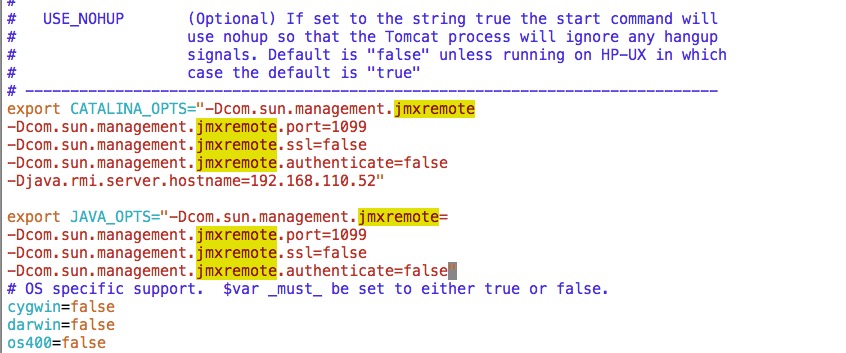 #
#   USE_NOHUP       (Optional) If set to the string true the start command will
#                   use nohup so that the Tomcat process will ignore any hangup
#                   signals. Default is "false" unless running on HP-UX in which
#                   case the default is "true"
# -----------------------------------------------------------------------------
export CATALINA_OPTS="-Dcom.sun.management.jmxremote
-Dcom.sun.management.jmxremote.port=1099
-Dcom.sun.management.jmxremote.ssl=false
-Dcom.sun.management.jmxremote.authenticate=false
-Djava.rmi.server.hostname=192.168.110.52"

export JAVA_OPTS="-Dcom.sun.management.jmxremote=
-Dcom.sun.management.jmxremote.port=1099
-Dcom.sun.management.jmxremote.ssl=false
-Dcom.sun.management.jmxremote.authenticate=false"
# OS specific support.  $var _must_ be set to either true or false.
cygwin=false
darwin=false
os400=false